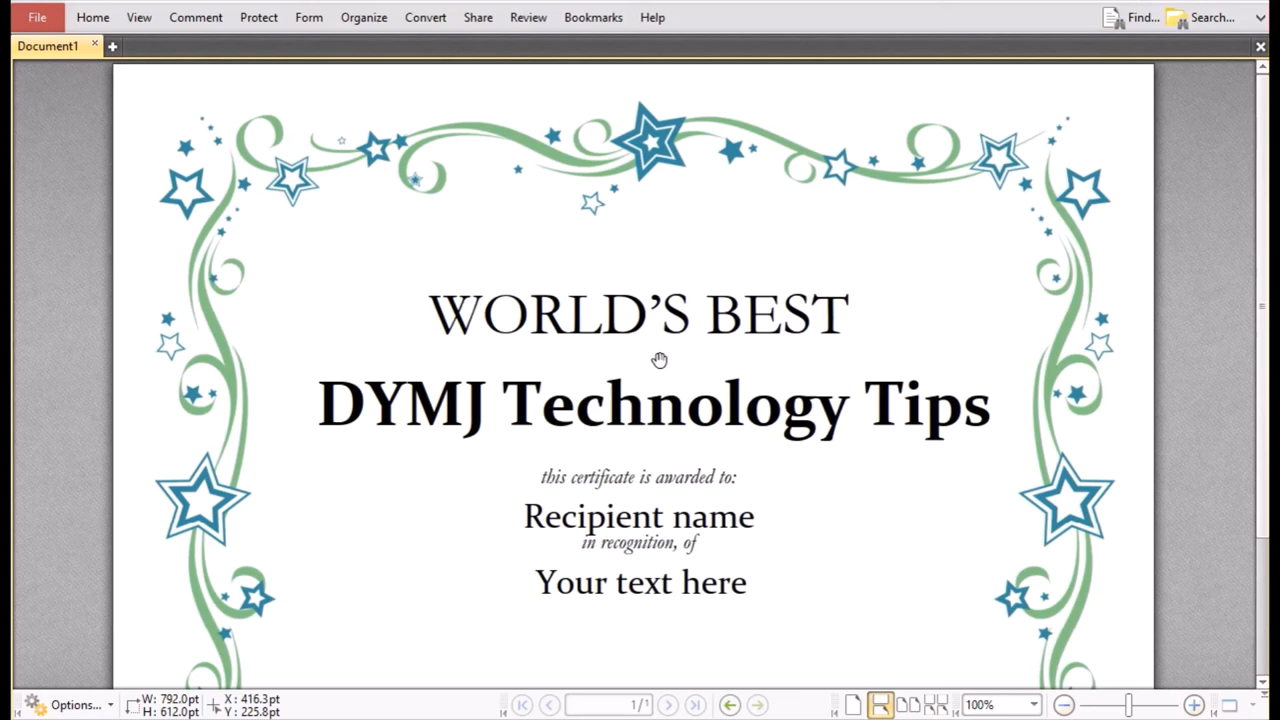 File Home View Comment Protect Form Organize Convert Share Review Bookmarks Help Find... Search...
Document1
WORLD'S BEST
DYMJ Technology Tips
this certificate is awarded to:
Recipient name
in recognition, of
Your text here
Options... W: 792.0pt X: 416.3pt 1/1 100%
H: 612.0pt Y: 225.8pt